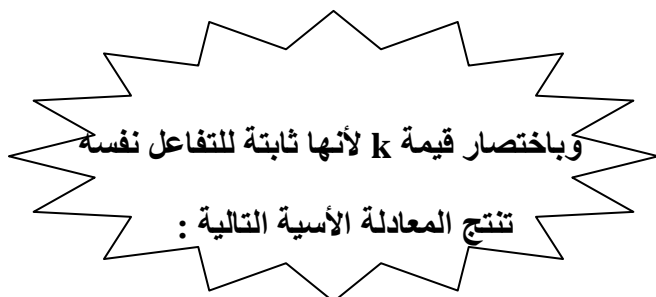 وباختصار قيمة k لأنها ثابتة للتفاعل نفسه
تنتج المعادلة الأسية التالية :